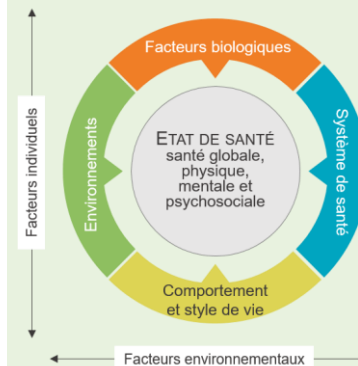 Facteurs biologiques
Facteurs individuels
Environnements
ETAT DE SANTÉ
santé globale,
physique,
mentale et
psychosociale
Système de santé
Comportement
et style de vie
Facteurs environnementaux